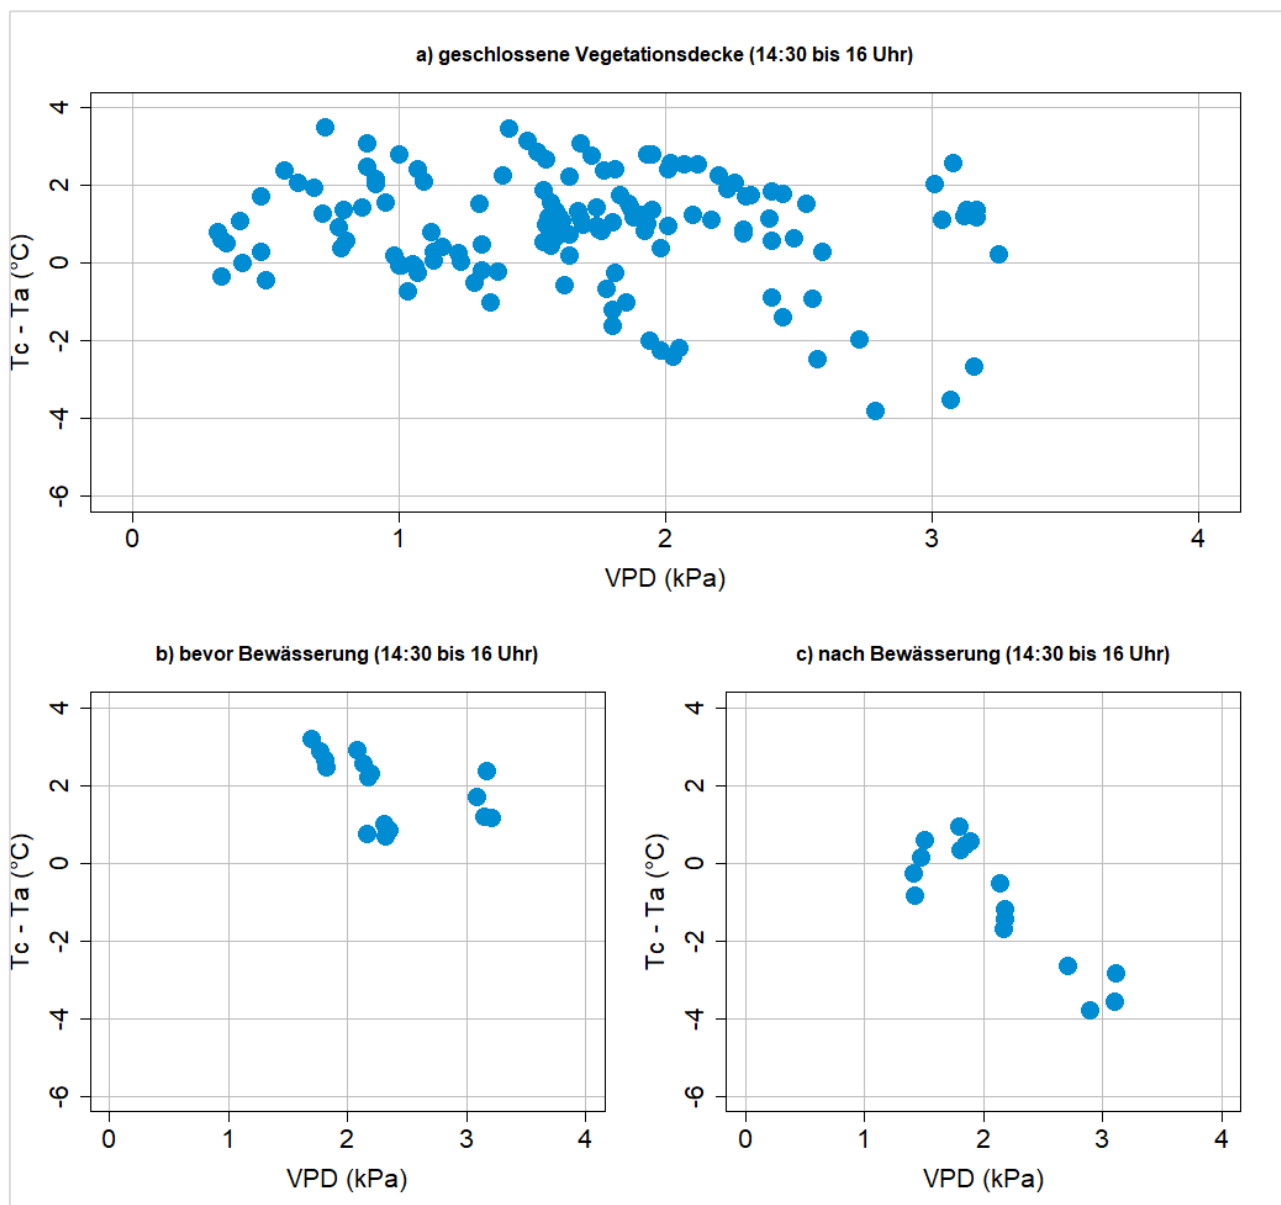 a) geschlossene Vegetationsdecke (14:30 bis 16 Uhr)
Tc - Ta (°C)
4
2
0
-2
-4
-6
0 1 2 3 4
VPD (kPa)
b) bevor Bewässerung (14:30 bis 16 Uhr)
Tc - Ta (°C)
4
2
0
-2
-4
-6
0 1 2 3 4
VPD (kPa)
c) nach Bewässerung (14:30 bis 16 Uhr)
Tc - Ta (°C)
4
2
0
-2
-4
-6
0 1 2 3 4
VPD (kPa)